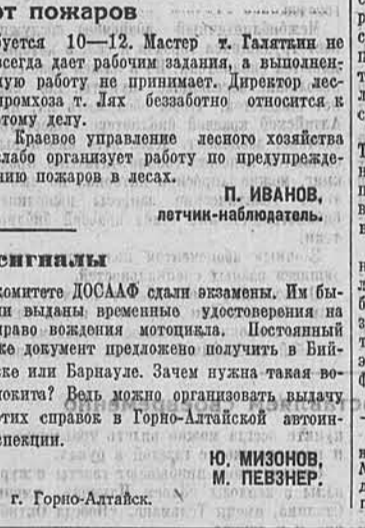 от пожаров
буется 10—12. Мастер т. Галяткин не
всегда дает рабочим задания, а выполнен-
ную работу не принимает. Директор лес-
промхоза т. Лях беззаботно относится к
этому делу.
Краевое управление лесного хозяйства
слабо организует работу по предупрежде-
нию пожаров в лесах.
П. ИВАНОВ,
летчик-наблюдатель.
сигналы
комитете ДОСААФ сдали экзамены. Им бы-
ли выданы временные удостоверения на
право вождения мотоцикла. Постоянный
же документ предложено получить в Бий-
ске или Барнауле. Зачем нужна такая во-
локита? Ведь можно организовать выдачу
этих справок в Горно-Алтайской автоин-
спекции.
Ю. МИЗОНОВ,
М. ПЕВЗНЕР.
г. Горно-Алтайск.